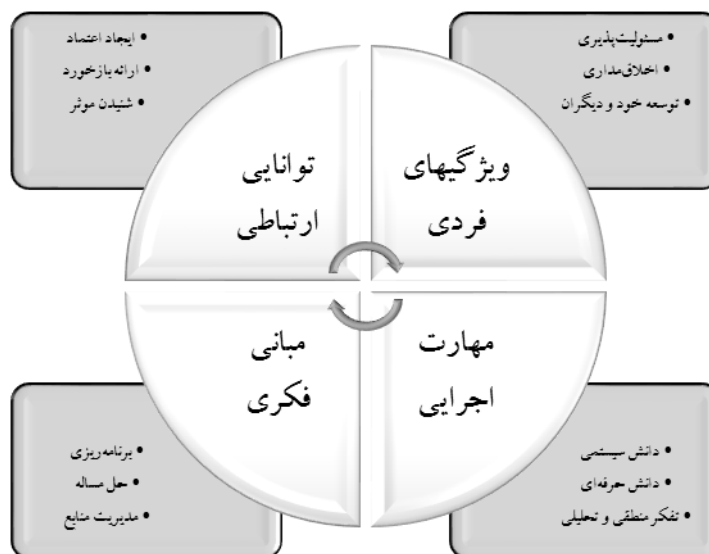 • مسئولیت‌پذیری
• اخلاق‌مداری
• توسعه خود و دیگران
• ایجاد اعتماد
• ارائه بازخورد
• شنیدن موثر
ویژگیهای
فردی
توانایی
ارتباطی
مهارت
اجرایی
مبانی
فکری
• دانش سیستمی
• دانش حرفه‌ای
• تفکر منطقی و تحلیلی
• برنامه‌ریزی
• حل مساله
• مدیریت منابع